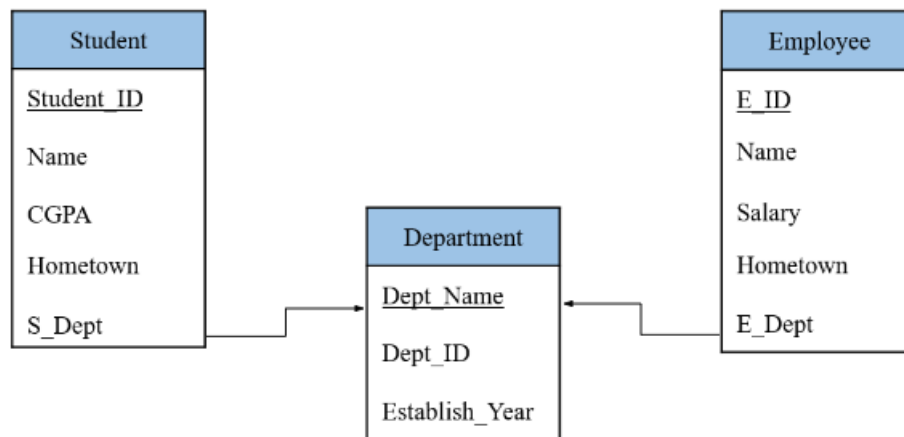 Student
Student_ID
Name
CGPA
Hometown
S_Dept
Department
Dept_Name
Dept_ID
Establish_Year
Employee
E_ID
Name
Salary
Hometown
E_Dept